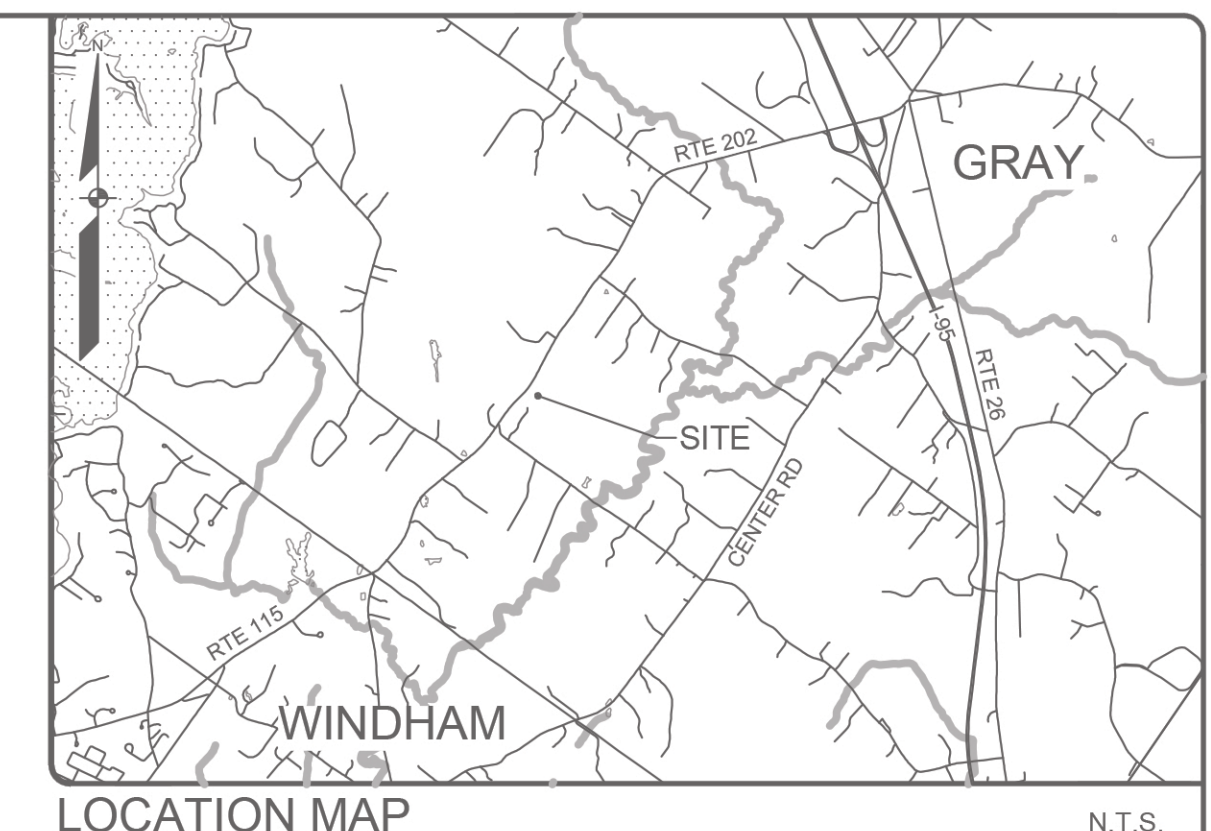 N
RTE 202
GRAY
I-95
RTE 26
SITE
CENTER RD
RTE 115
WINDHAM
LOCATION MAP
N.T.S.